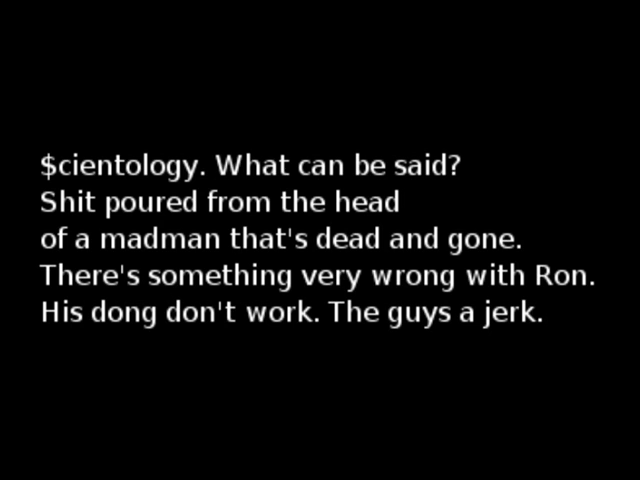 $cientology. What can be said?
Shit poured from the head
of a madman that's dead and gone.
There's something very wrong with Ron.
His dong don't work. The guys a jerk.